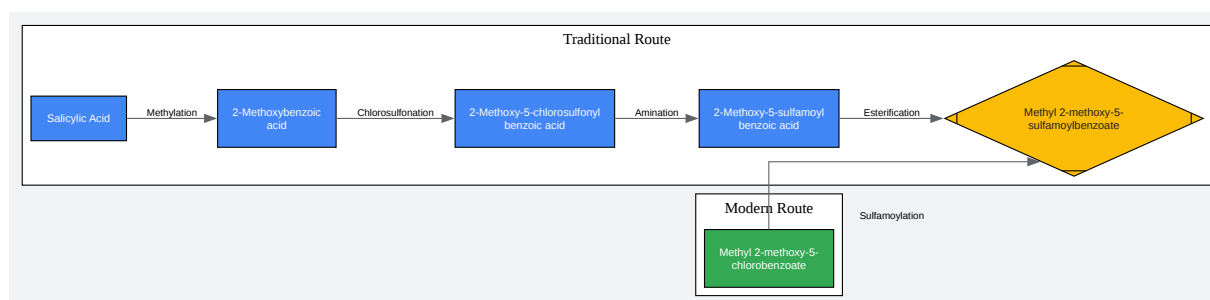 Traditional Route
Salicylic Acid
Methylation
2-Methoxybenzoic
acid
Chlorosulfonation
2-Methoxy-5-chlorosulfonyl
benzoic acid
Amination
2-Methoxy-5-sulfamoyl
benzoic acid
Esterification
Methyl 2-methoxy-5-
sulfamoylbenzoate
Modern Route
Sulfamoylation
Methyl 2-methoxy-5-
chlorobenzoate